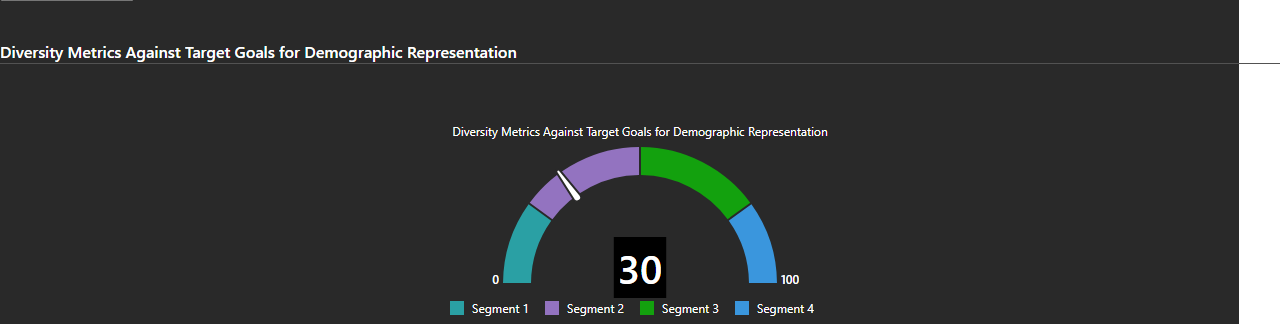 Diversity Metrics Against Target Goals for Demographic Representation
Diversity Metrics Against Target Goals for Demographic Representation
0
30
100
Segment 1
Segment 2
Segment 3
Segment 4